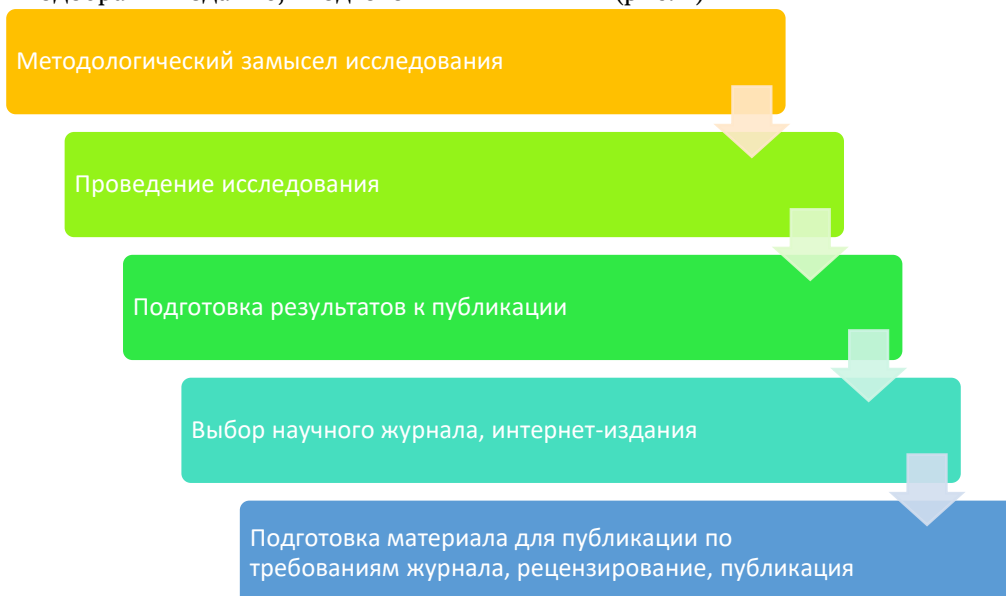 Методологический замысел исследования
Проведение исследования
Подготовка результатов к публикации
Выбор научного журнала, интернет-издания
Подготовка материала для публикации по
требованиям журнала, рецензирование, публикация